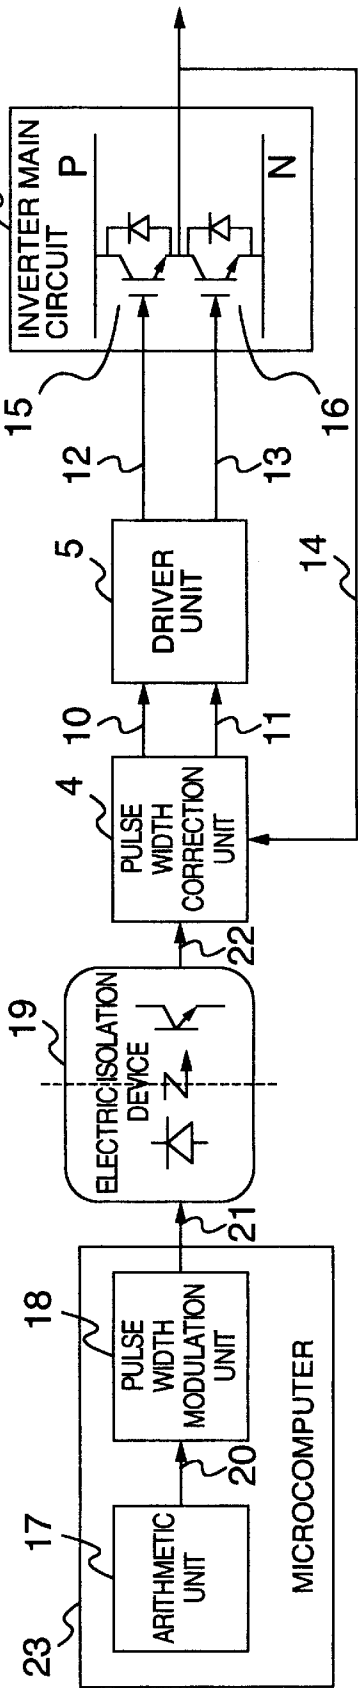 23
17
ARITHMETIC
UNIT
20
18
PULSE
WIDTH
MODULATION
UNIT
MICROCOMPUTER
21
19
ELECTRIC ISOLATION
DEVICE
22
4
PULSE
WIDTH
CORRECTION
UNIT
10
11
5
DRIVER
UNIT
12
13
14
15
16
INVERTER MAIN
CIRCUIT
P
N